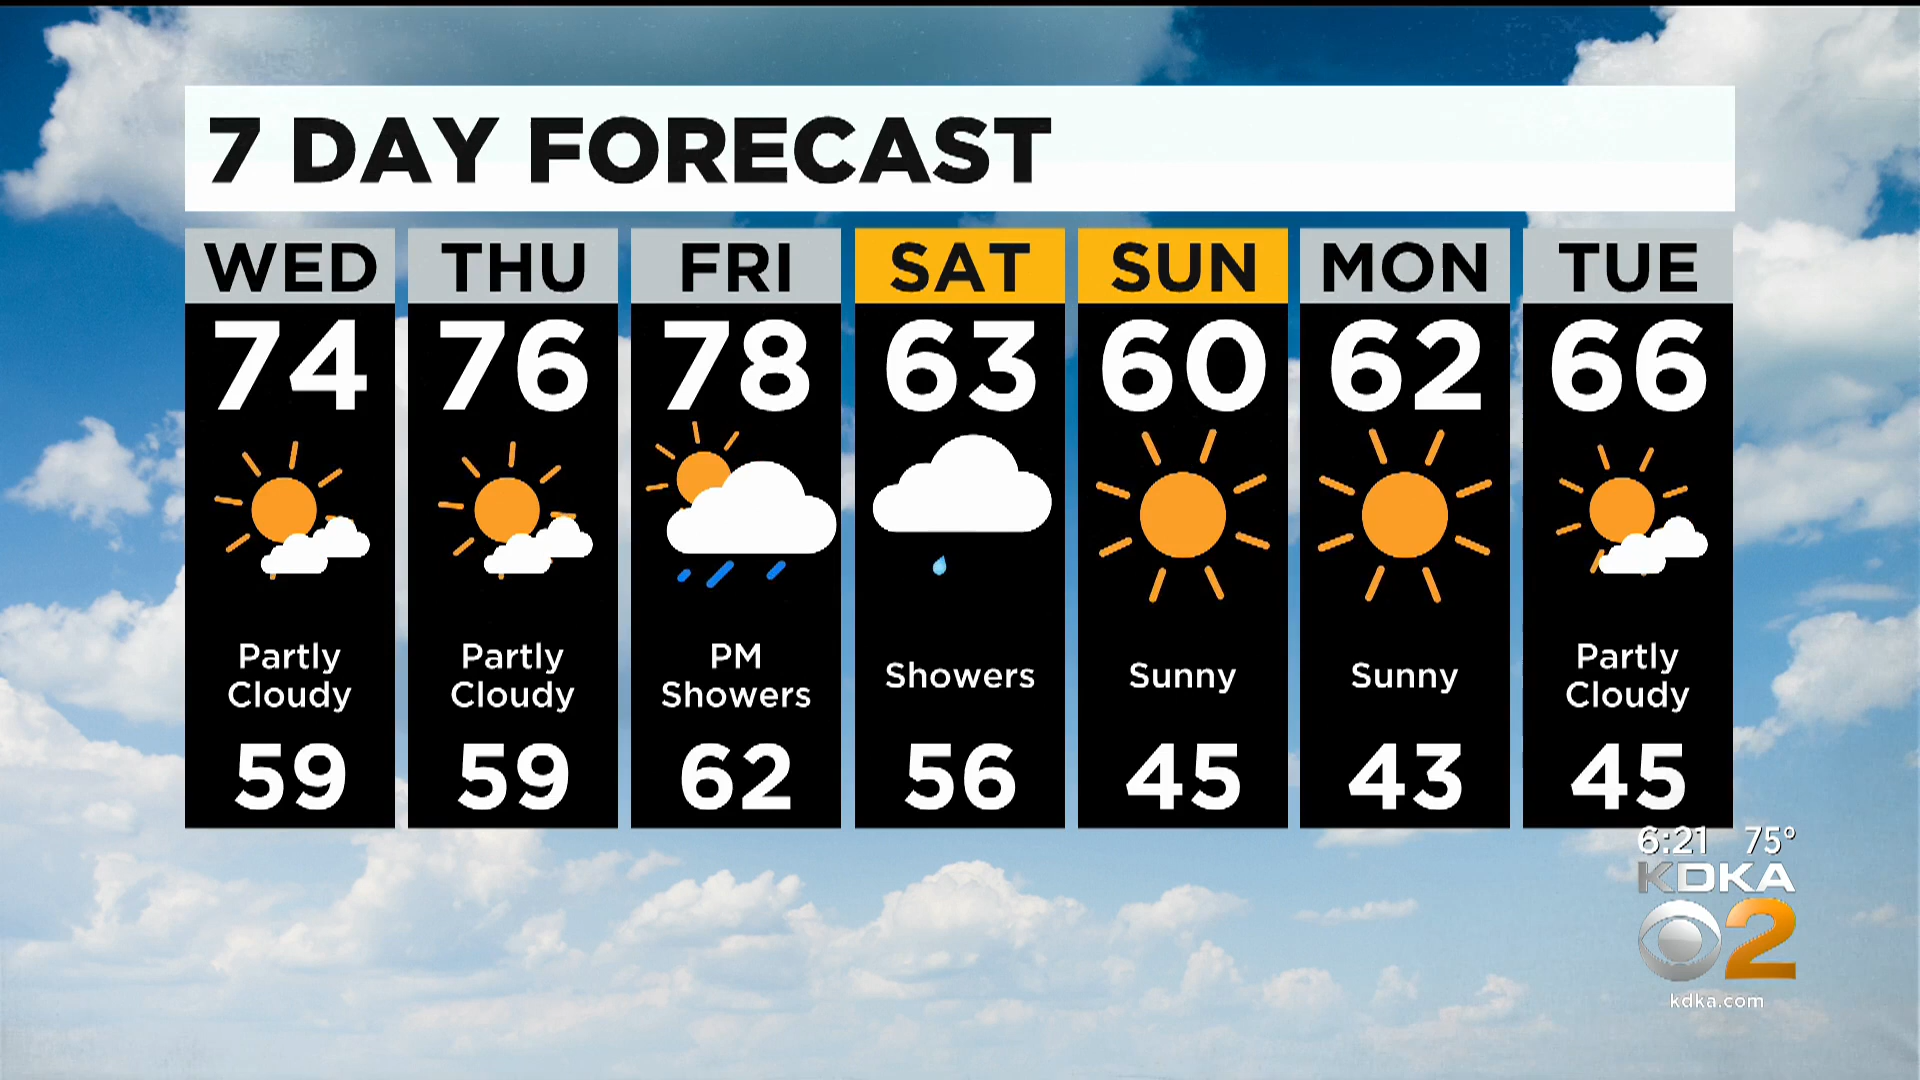 7 DAY FORECAST
WED THU FRI SAT SUN MON TUE
74 76 78 63 60 62 66
Partly Cloudy
Partly Cloudy
PM Showers
Showers
Sunny
Sunny
Partly Cloudy
59 59 62 56 45 43 45
6:21 75°
KDKA
2
kdka.com